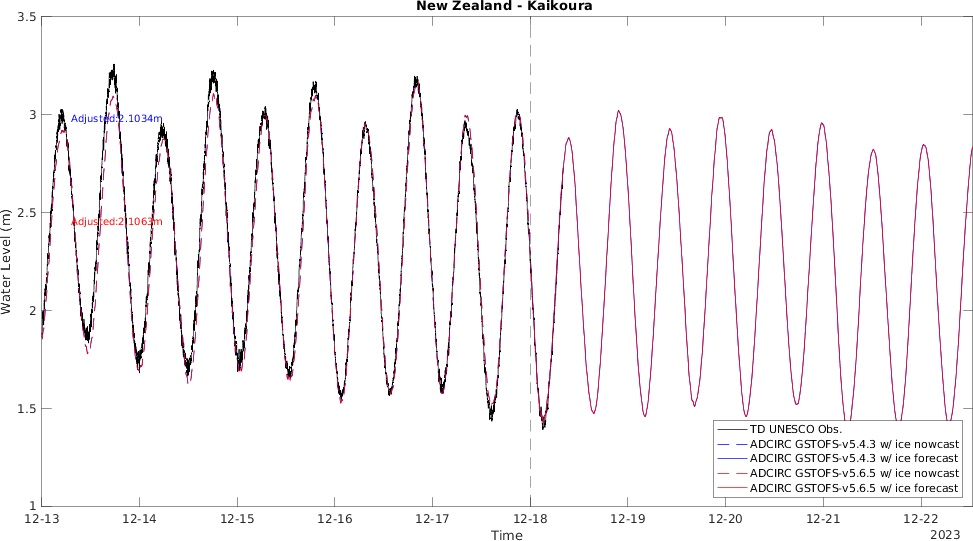 New Zealand - Kaikoura
3.5
3
2.5
2
1.5
1
Water Level (m)
Adjusted:2.1034m
Adjusted:2.1063m
TD UNESCO Obs.
ADCIRC GSTOFS-v5.4.3 w/ ice nowcast
ADCIRC GSTOFS-v5.4.3 w/ ice forecast
ADCIRC GSTOFS-v5.6.5 w/ ice nowcast
ADCIRC GSTOFS-v5.6.5 w/ ice forecast
12-13 12-14 12-15 12-16 12-17 12-18 12-19 12-20 12-21 12-22
Time
2023